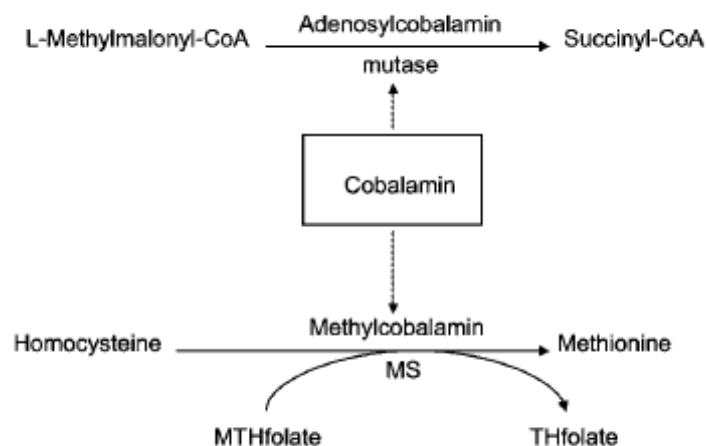 Adenosylcobalamin
L-Methylmalonyl-CoA
Succinyl-CoA
mutase
Cobalamin
Methylcobalamin
Homocysteine
Methionine
MS
MTHfolate
THfolate